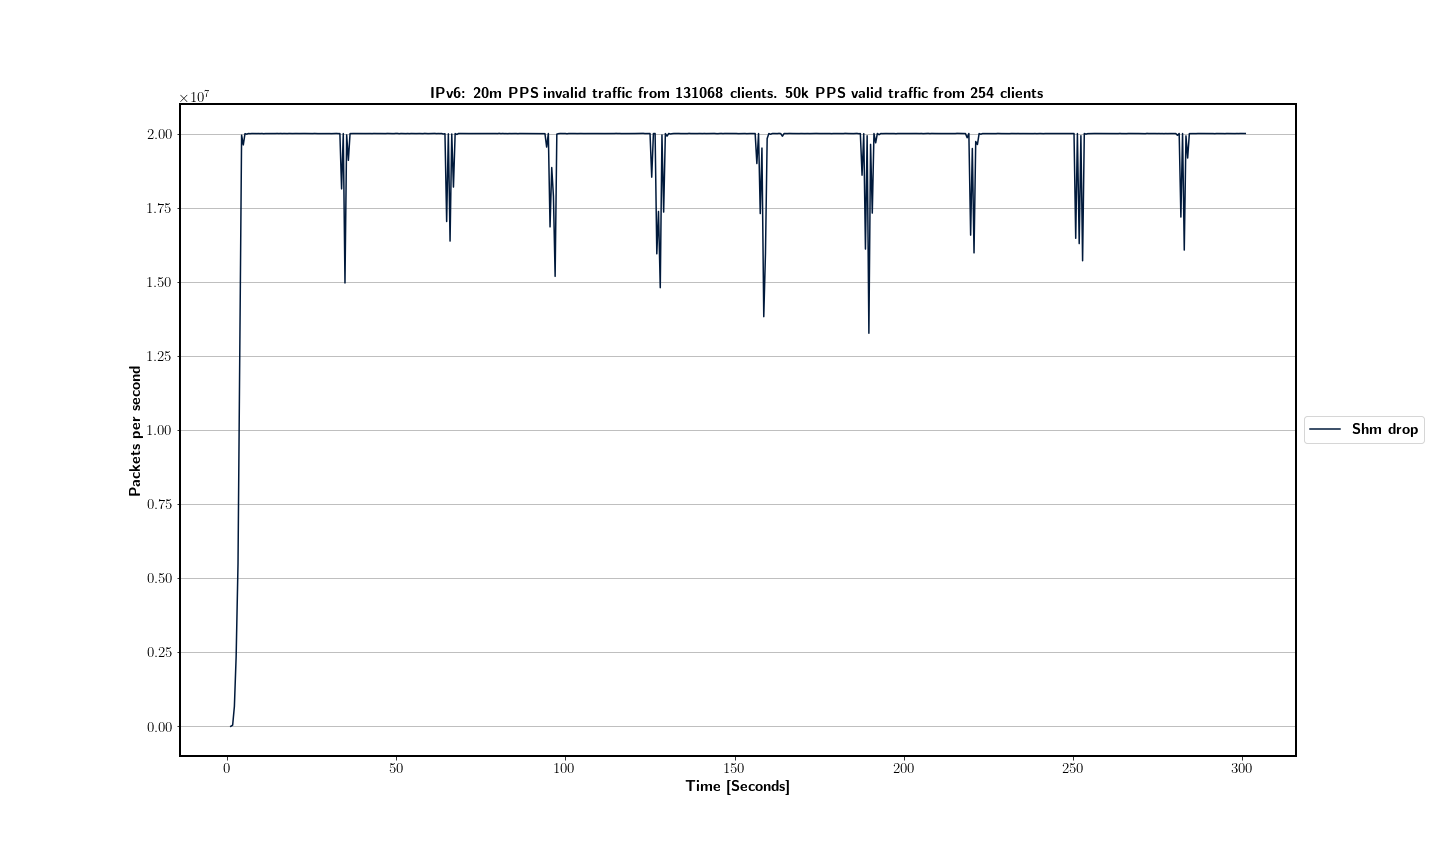 IPv6: 20m PPS invalid traffic from 131068 clients. 50k PPS valid traffic from 254 clients
×10⁷
2.00
1.75
1.50
1.25
1.00
0.75
0.50
0.25
0.00
Packets per second
0 50 100 150 200 250 300
Time [Seconds]
Shm drop